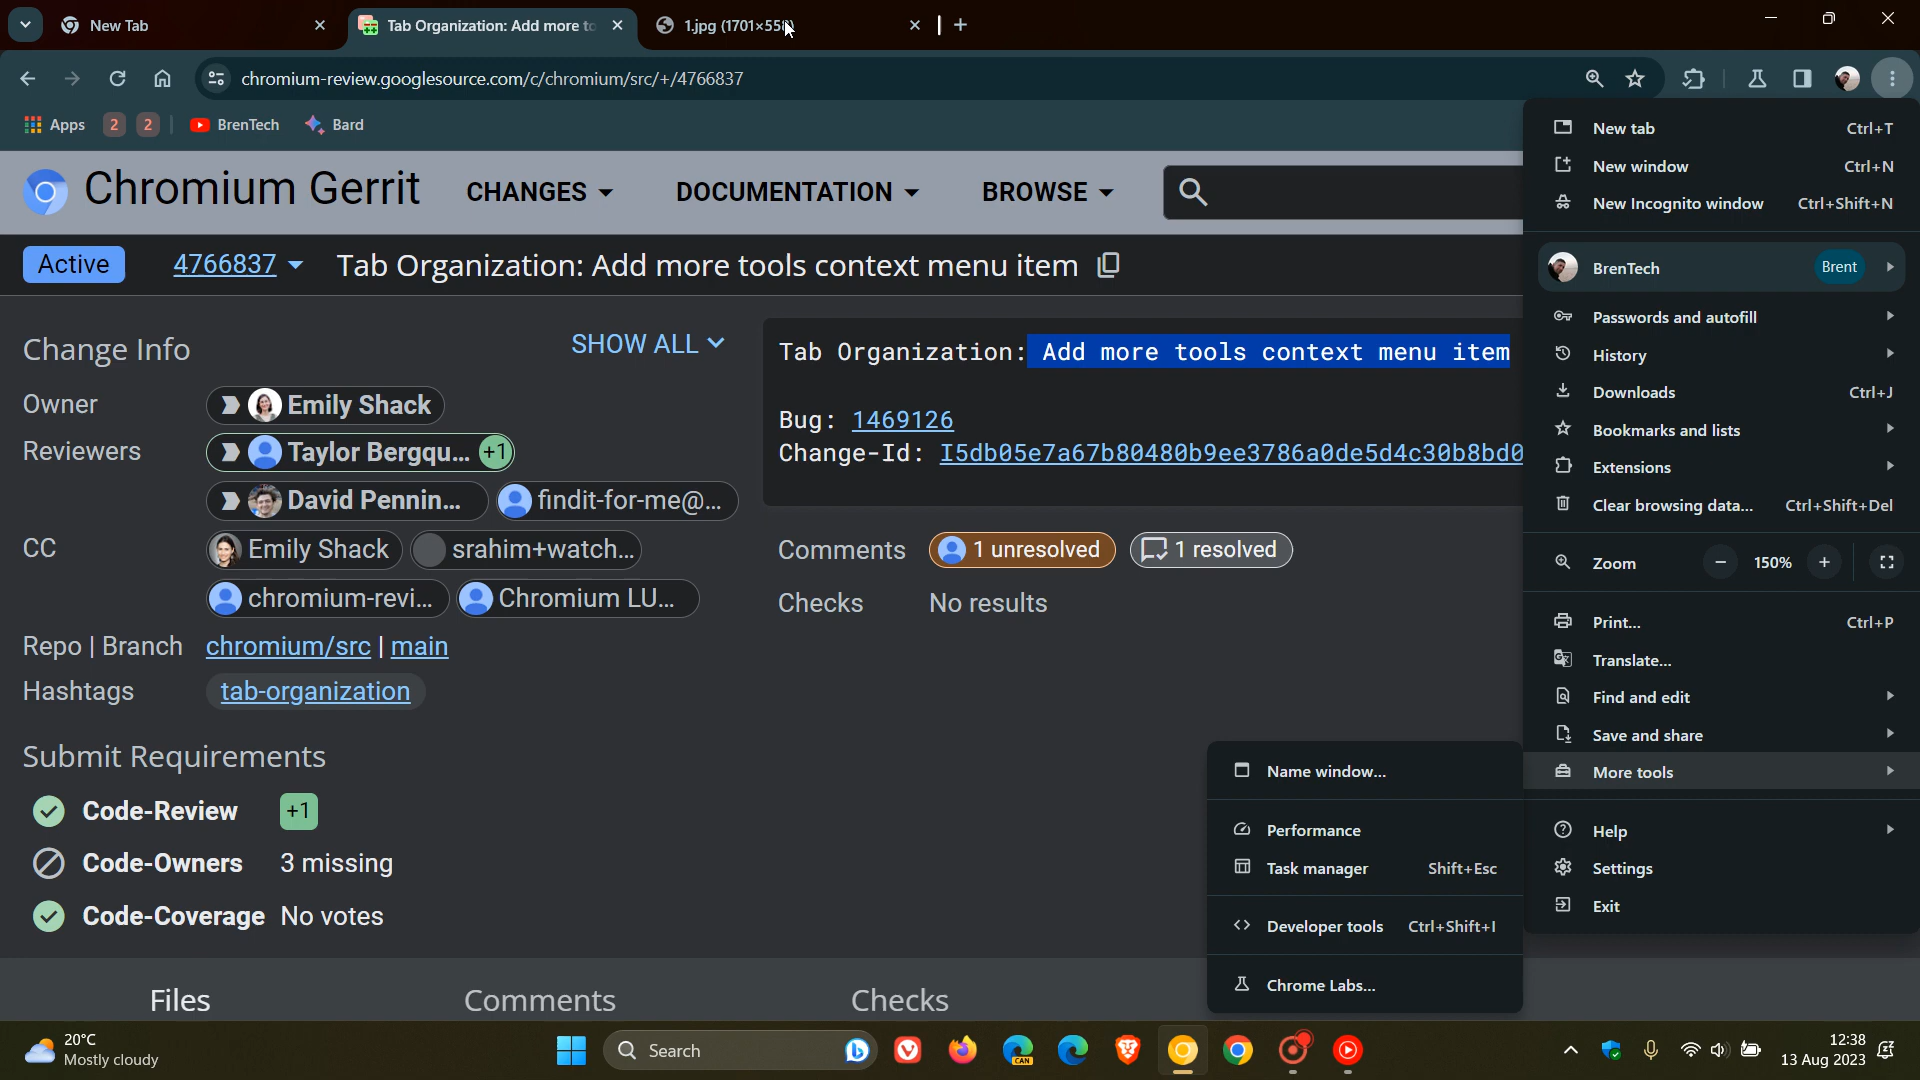 New Tab
Tab Organization: Add more to
1.jpg (1701×55
chromium-review.googlesource.com/c/chromium/src/+/4766837
Apps
2
2
BrenTech
Bard
Chromium Gerrit
CHANGES
DOCUMENTATION
BROWSE
Active
4766837
Tab Organization: Add more tools context menu item
Change Info
SHOW ALL
Owner
Emily Shack
Reviewers
Taylor Bergqu...
+1
David Pennin...
findit-for-me@...
CC
Emily Shack
srahim+watch...
chromium-revi...
Chromium LU...
Repo | Branch
chromium/src | main
Hashtags
tab-organization
Submit Requirements
Code-Review
+1
Code-Owners
3 missing
Code-Coverage
No votes
Tab Organization: Add more tools context menu item
Bug: 1469126
Change-Id: I5db05e7a67b80480b9ee3786a0de5d4c30b8bd0
Comments
1 unresolved
1 resolved
Checks
No results
Files
Comments
Checks
New tab Ctrl+T
New window Ctrl+N
New Incognito window Ctrl+Shift+N
BrenTech Brent
Passwords and autofill
History
Downloads Ctrl+J
Bookmarks and lists
Extensions
Clear browsing data... Ctrl+Shift+Del
Zoom − 150% +
Print... Ctrl+P
Translate...
Find and edit
Save and share
More tools
Help
Settings
Exit
Name window...
Performance
Task manager Shift+Esc
Developer tools Ctrl+Shift+I
Chrome Labs...
20°C
Mostly cloudy
Search
CAN
12:38
13 Aug 2023